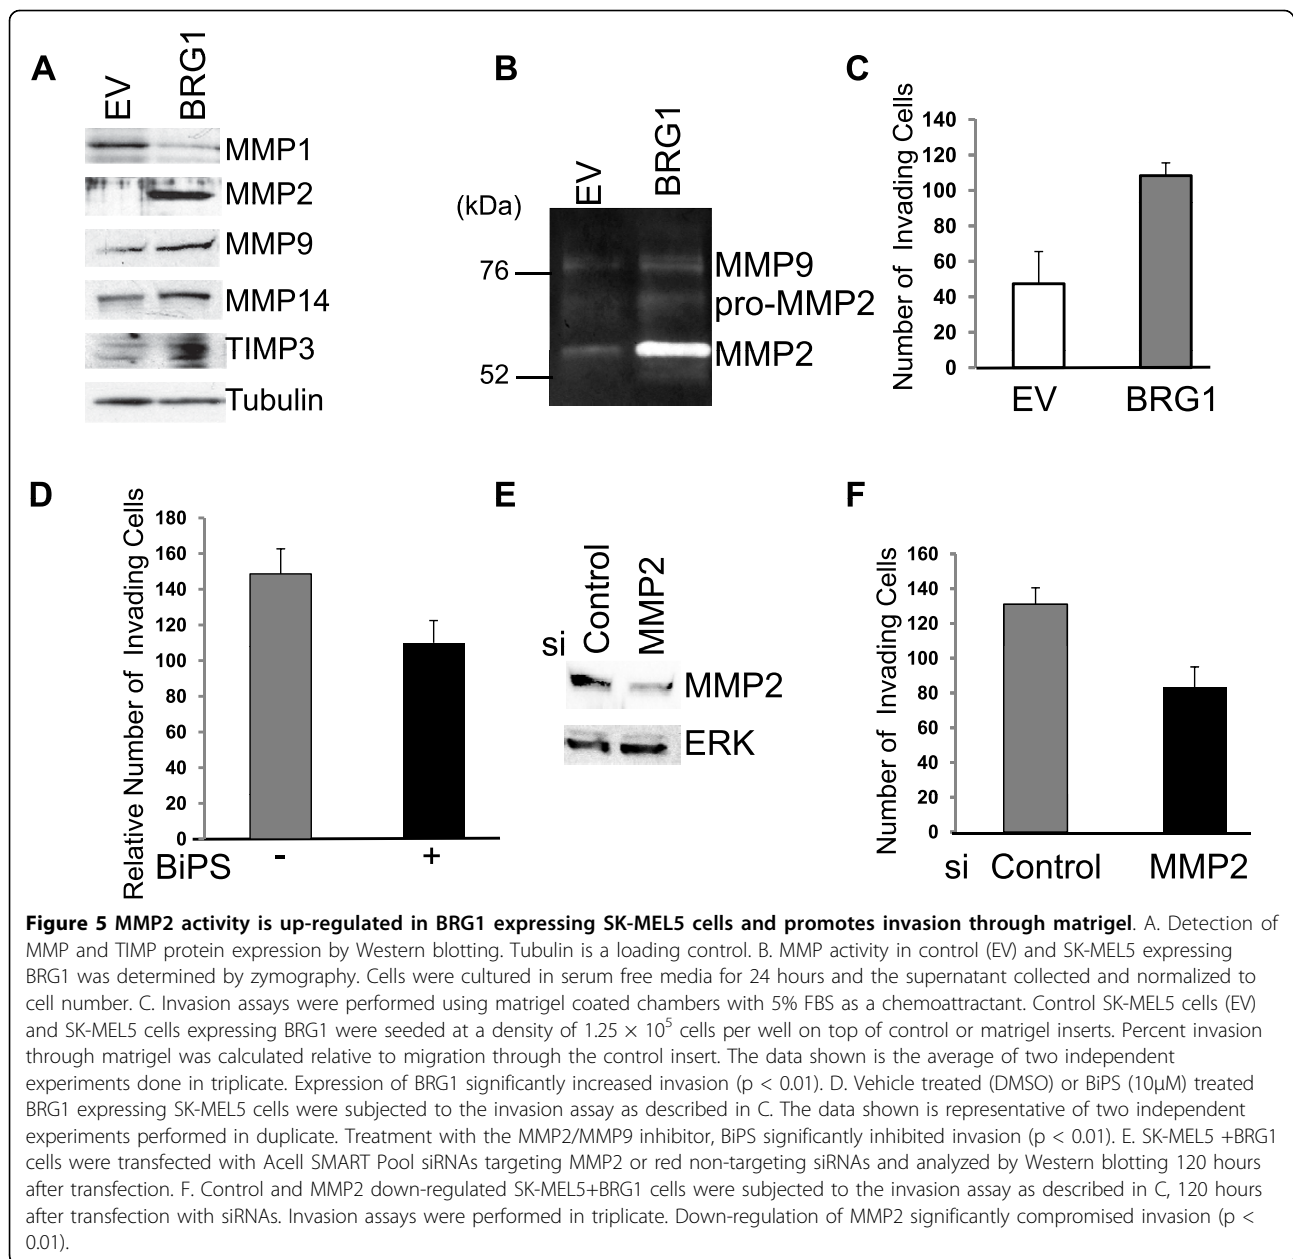 A
EV
BRG1
MMP1
MMP2
MMP9
MMP14
TIMP3
Tubulin
B
EV
BRG1
(kDa)
76
52
MMP9
pro-MMP2
MMP2
C
Number of Invading Cells
140
120
100
80
60
40
20
0
EV
BRG1
D
Relative Number of Invading Cells
180
160
140
120
100
80
60
40
20
0
BiPS
-
+
E
si
Control
MMP2
MMP2
ERK
F
Number of Invading Cells
160
140
120
100
80
60
40
20
0
si Control MMP2
Figure 5 MMP2 activity is up-regulated in BRG1 expressing SK-MEL5 cells and promotes invasion through matrigel. A. Detection of
MMP and TIMP protein expression by Western blotting. Tubulin is a loading control. B. MMP activity in control (EV) and SK-MEL5 expressing
BRG1 was determined by zymography. Cells were cultured in serum free media for 24 hours and the supernatant collected and normalized to
cell number. C. Invasion assays were performed using matrigel coated chambers with 5% FBS as a chemoattractant. Control SK-MEL5 cells (EV)
and SK-MEL5 cells expressing BRG1 were seeded at a density of 1.25 × 10⁵ cells per well on top of control or matrigel inserts. Percent invasion
through matrigel was calculated relative to migration through the control insert. The data shown is the average of two independent
experiments done in triplicate. Expression of BRG1 significantly increased invasion (p < 0.01). D. Vehicle treated (DMSO) or BiPS (10μM) treated
BRG1 expressing SK-MEL5 cells were subjected to the invasion assay as described in C. The data shown is representative of two independent
experiments performed in duplicate. Treatment with the MMP2/MMP9 inhibitor, BiPS significantly inhibited invasion (p < 0.01). E. SK-MEL5 +BRG1
cells were transfected with Acell SMART Pool siRNAs targeting MMP2 or red non-targeting siRNAs and analyzed by Western blotting 120 hours
after transfection. F. Control and MMP2 down-regulated SK-MEL5+BRG1 cells were subjected to the invasion assay as described in C, 120 hours
after transfection with siRNAs. Invasion assays were performed in triplicate. Down-regulation of MMP2 significantly compromised invasion (p <
0.01).